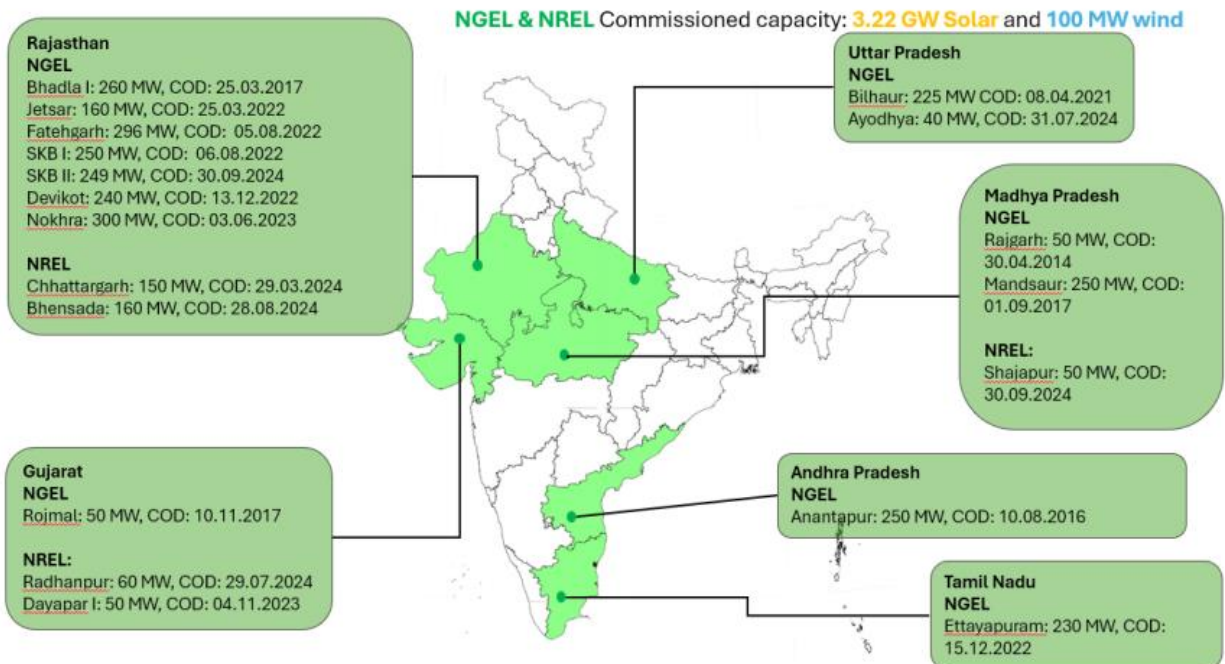 NGEL & NREL Commissioned capacity: 3.22 GW Solar and 100 MW wind
Rajasthan
NGEL
Bhadla I: 260 MW, COD: 25.03.2017
Jetsar: 160 MW, COD: 25.03.2022
Fatehgarh: 296 MW, COD: 05.08.2022
SKB I: 250 MW, COD: 06.08.2022
SKB II: 249 MW, COD: 30.09.2024
Devikot: 240 MW, COD: 13.12.2022
Nokhra: 300 MW, COD: 03.06.2023
NREL
Chhattargarh: 150 MW, COD: 29.03.2024
Bhensada: 160 MW, COD: 28.08.2024
Uttar Pradesh
NGEL
Bilhaur: 225 MW COD: 08.04.2021
Ayodhya: 40 MW, COD: 31.07.2024
Madhya Pradesh
NGEL
Rajgarh: 50 MW, COD:
30.04.2014
Mandsaur: 250 MW, COD:
01.09.2017
NREL:
Shajapur: 50 MW, COD:
30.09.2024
Gujarat
NGEL
Rojmal: 50 MW, COD: 10.11.2017
NREL:
Radhanpur: 60 MW, COD: 29.07.2024
Dayapar I: 50 MW, COD: 04.11.2023
Andhra Pradesh
NGEL
Anantapur: 250 MW, COD: 10.08.2016
Tamil Nadu
NGEL
Ettayapuram: 230 MW, COD:
15.12.2022